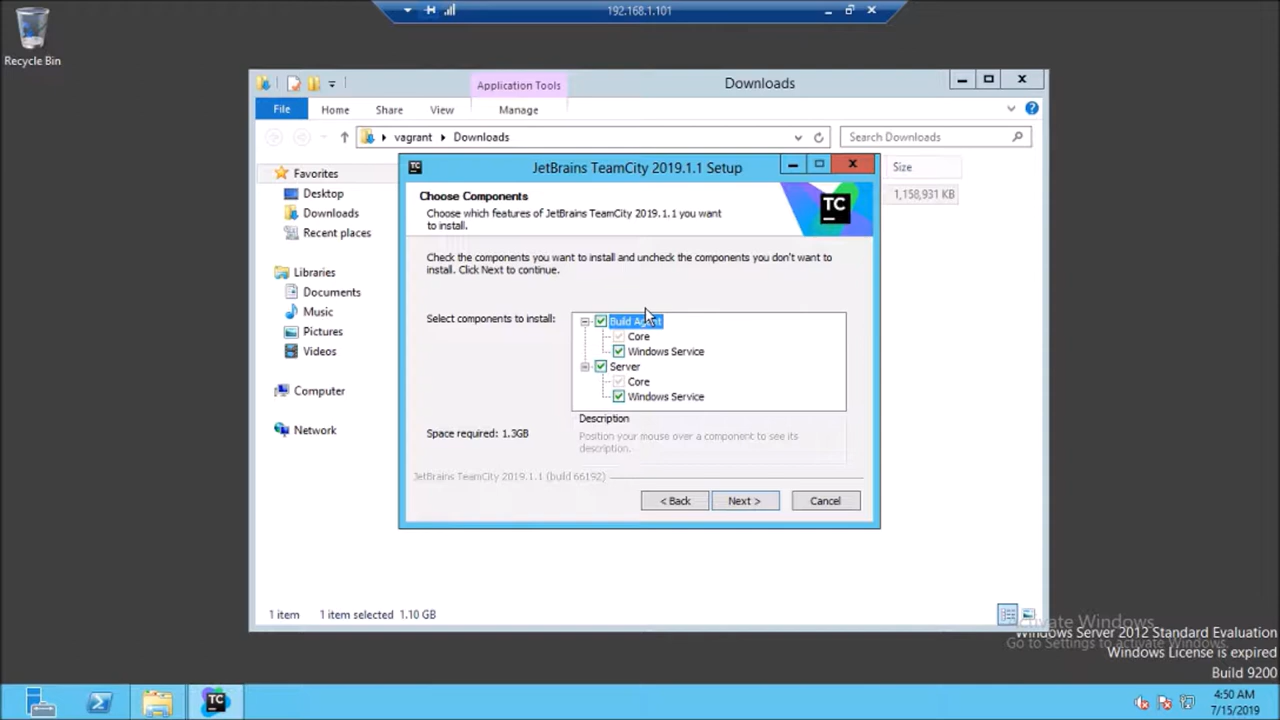 192.168.1.101
Recycle Bin
Application Tools
Downloads
File
Home
Share
View
Manage
vagrant
Downloads
Search Downloads
Favorites
Desktop
Downloads
Recent places
Libraries
Documents
Music
Pictures
Videos
Computer
Network
Size
1,158,931 KB
JetBrains TeamCity 2019.1.1 Setup
Choose Components
Choose which features of JetBrains TeamCity 2019.1.1 you want
to install.
TC
Check the components you want to install and uncheck the components you don't want to
install. Click Next to continue.
Select components to install:
Build Agent
Core
Windows Service
Server
Core
Windows Service
Description
Position your mouse over a component to see its
description.
Space required: 1.3GB
JetBrains TeamCity 2019.1.1 (build 66192)
< Back
Next >
Cancel
1 item
1 item selected 1.10 GB
Activate Windows
Windows Server 2012 Standard Evaluation
Go to Settings to activate Windows.
Windows License is expired
Build 9200
TC
4:50 AM
7/15/2019